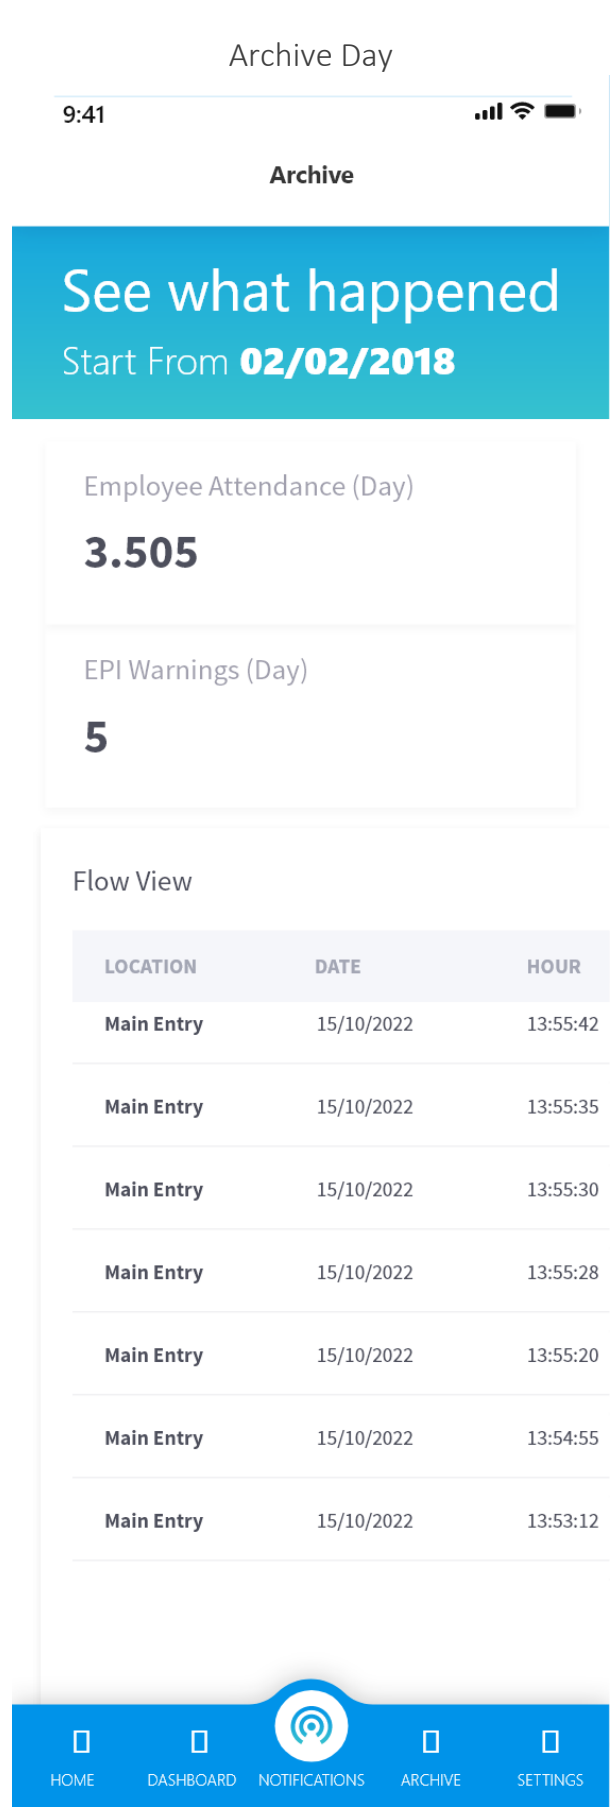 Archive Day
9:41
Archive
See what happened
Start From 02/02/2018
Employee Attendance (Day)
3.505
EPI Warnings (Day)
5
Flow View
LOCATION DATE HOUR
Main Entry 15/10/2022 13:55:42
Main Entry 15/10/2022 13:55:35
Main Entry 15/10/2022 13:55:30
Main Entry 15/10/2022 13:55:28
Main Entry 15/10/2022 13:55:20
Main Entry 15/10/2022 13:54:55
Main Entry 15/10/2022 13:53:12
HOME DASHBOARD NOTIFICATIONS ARCHIVE SETTINGS